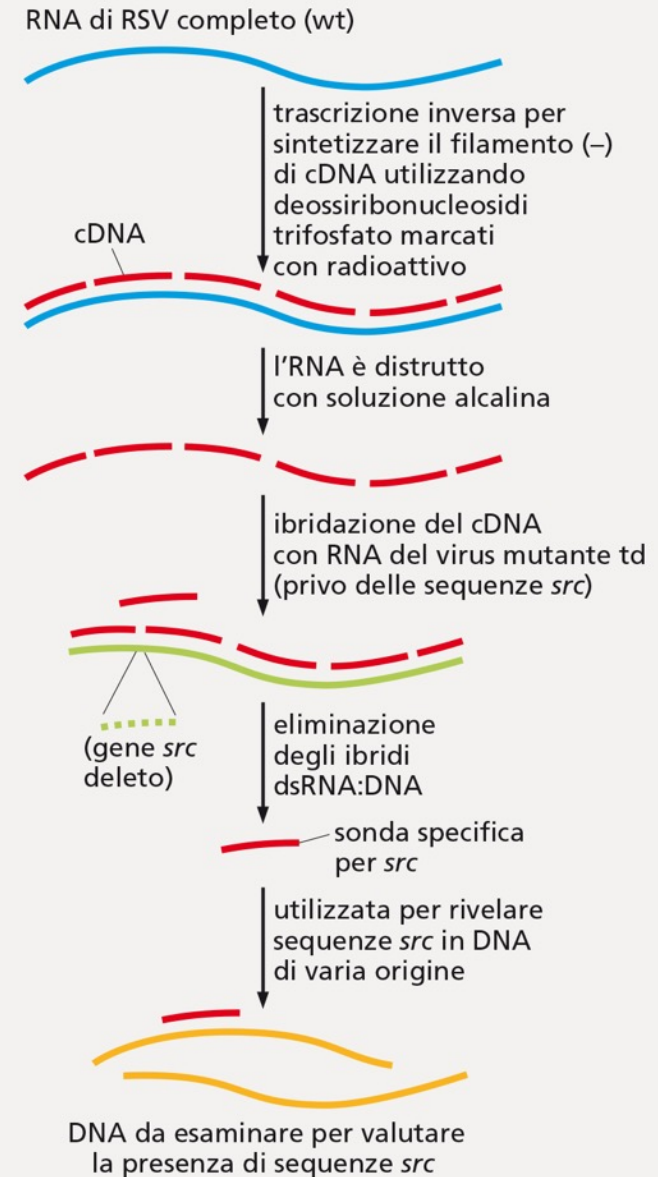 RNA di RSV completo (wt)
trascrizione inversa per
sintetizzare il filamento (–)
di cDNA utilizzando
deossiribonucleosidi
trifosfato marcati
con radioattivo
cDNA
l’RNA è distrutto
con soluzione alcalina
ibridazione del cDNA
con RNA del virus mutante td
(privo delle sequenze src)
(gene src
deleto)
eliminazione
degli ibridi
dsRNA:DNA
sonda specifica
per src
utilizzata per rivelare
sequenze src in DNA
di varia origine
DNA da esaminare per valutare
la presenza di sequenze src